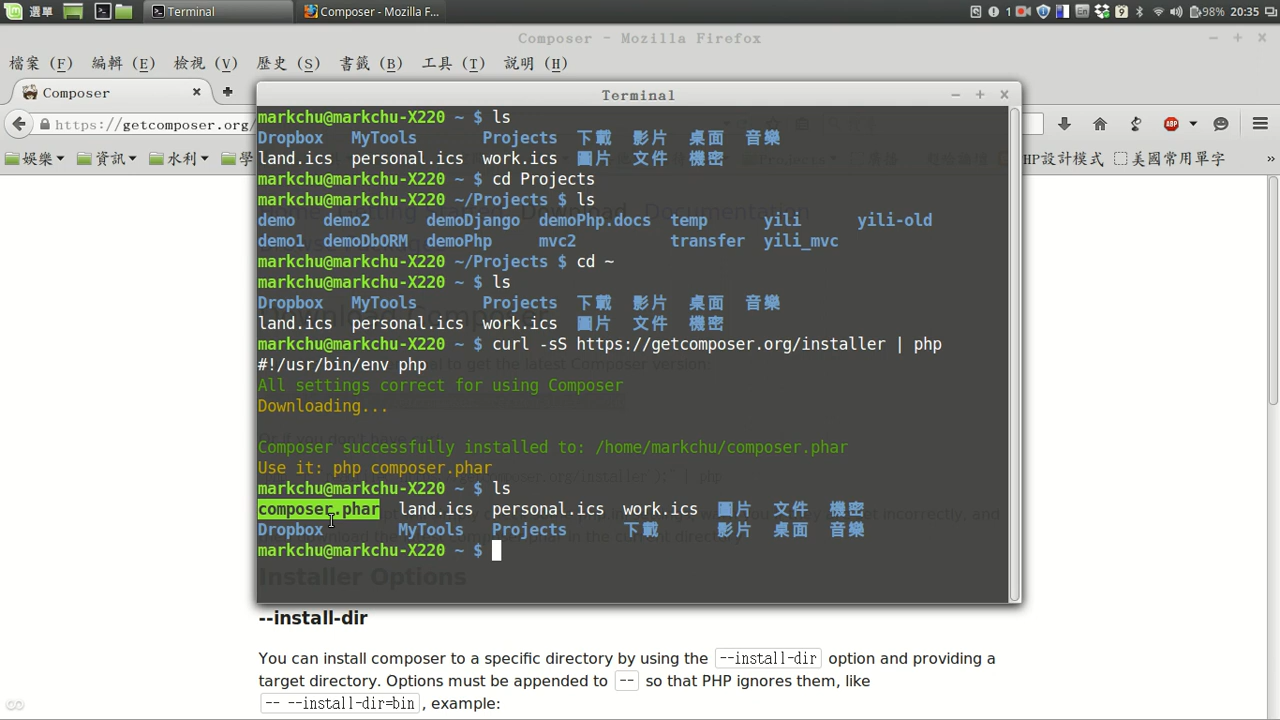 選單 Terminal Composer - Mozilla F... 1 En 98% 20:35
Composer - Mozilla Firefox
檔案 (F) 編輯 (E) 檢視 (V) 歷史 (S) 書籤 (B) 工具 (T) 說明 (H)
Composer
https://getcomposer.org/ ABP
娛樂 資訊 水利 學 HP設計模式 美國常用單字 »
Terminal
markchu@markchu-X220 ~ $ ls
Dropbox MyTools Projects 下載 影片 桌面 音樂
land.ics personal.ics work.ics 圖片 文件 機密
markchu@markchu-X220 ~ $ cd Projects
markchu@markchu-X220 ~/Projects $ ls
demo demo2 demoDjango demoPhp.docs temp yili yili-old
demo1 demoDbORM demoPhp mvc2 transfer yili_mvc
markchu@markchu-X220 ~/Projects $ cd ~
markchu@markchu-X220 ~ $ ls
Dropbox MyTools Projects 下載 影片 桌面 音樂
land.ics personal.ics work.ics 圖片 文件 機密
markchu@markchu-X220 ~ $ curl -sS https://getcomposer.org/installer | php
#!/usr/bin/env php
All settings correct for using Composer
Downloading...
Composer successfully installed to: /home/markchu/composer.phar
Use it: php composer.phar
markchu@markchu-X220 ~ $ ls
composer.phar land.ics personal.ics work.ics 圖片 文件 機密
Dropbox MyTools Projects 下載 影片 桌面 音樂
markchu@markchu-X220 ~ $
Installer Options
--install-dir
You can install composer to a specific directory by using the --install-dir option and providing a
target directory. Options must be appended to -- so that PHP ignores them, like
-- --install-dir=bin , example: